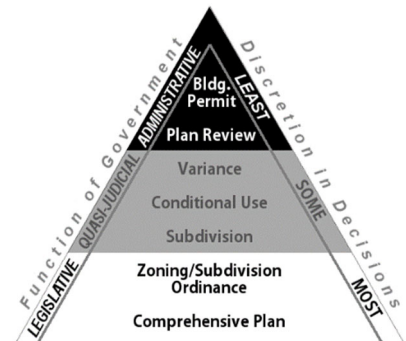 Function of Government
Discretion in Decisions
ADMINISTRATIVE
LEAST
Bldg.
Permit
Plan Review
QUASI-JUDICIAL
SOME
Variance
Conditional Use
Subdivision
LEGISLATIVE
MOST
Zoning/Subdivision
Ordinance
Comprehensive Plan